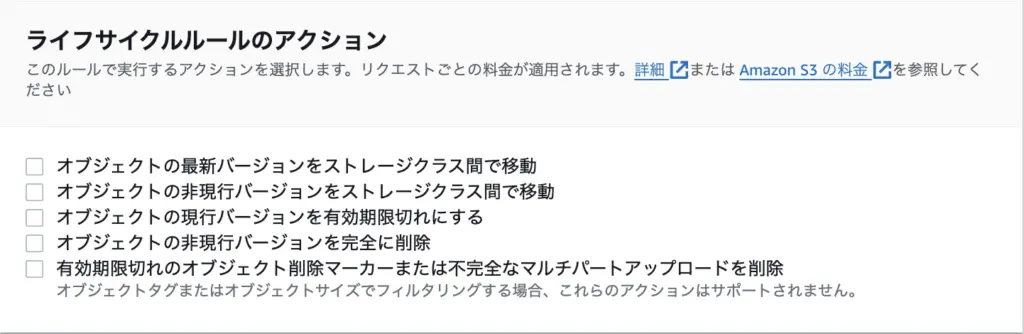 ライフサイクルルールのアクション
このルールで実行するアクションを選択します。リクエストごとの料金が適用されます。詳細 または Amazon S3 の料金 を参照してく
ださい
オブジェクトの最新バージョンをストレージクラス間で移動
オブジェクトの非現行バージョンをストレージクラス間で移動
オブジェクトの現行バージョンを有効期限切れにする
オブジェクトの非現行バージョンを完全に削除
有効期限切れのオブジェクト削除マーカーまたは不完全なマルチパートアップロードを削除
オブジェクトタグまたはオブジェクトサイズでフィルタリングする場合、これらのアクションはサポートされません。